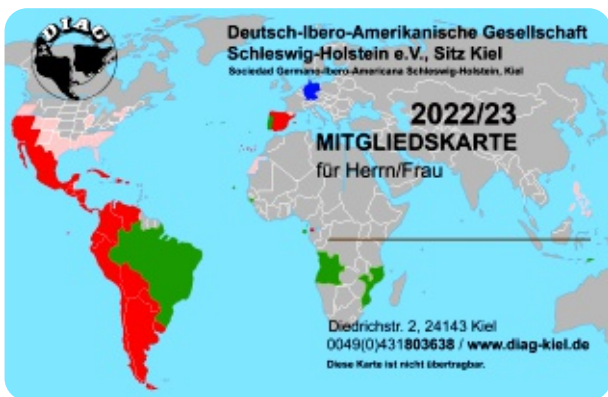 DIAG
Deutsch-Ibero-Amerikanische Gesellschaft
Schleswig-Holstein e.V., Sitz Kiel
Sociedad Germano-Ibero-Americana Schleswig-Holstein, Kiel
2022/23
MITGLIEDSKARTE
für Herrn/Frau
Diedrichstr. 2, 24143 Kiel
0049(0)431803638 / www.diag-kiel.de
Diese Karte ist nicht übertragbar.